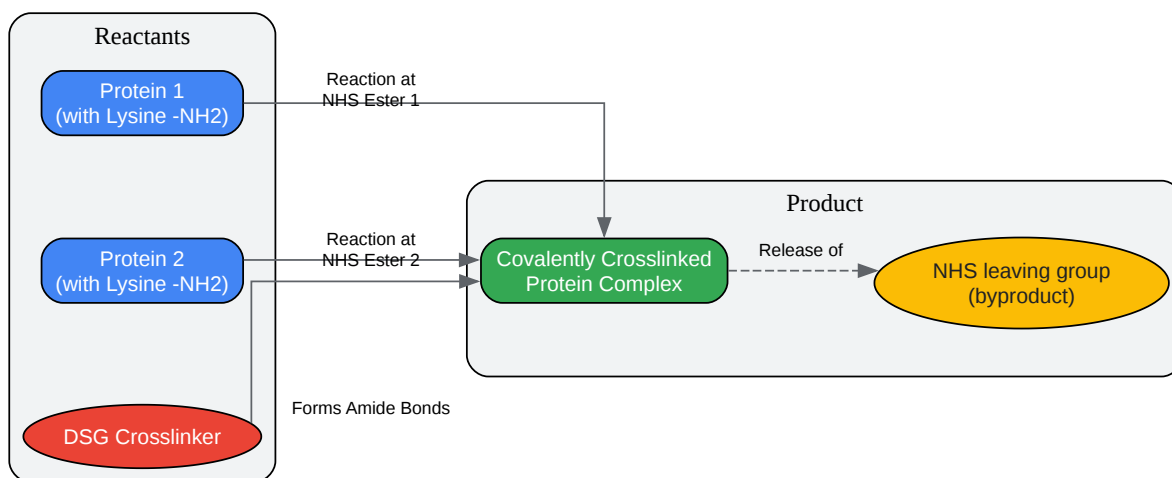 Reactants
Protein 1
(with Lysine -NH2)
Reaction at
NHS Ester 1
Product
Protein 2
(with Lysine -NH2)
Reaction at
NHS Ester 2
Covalently Crosslinked
Protein Complex
Release of
NHS leaving group
(byproduct)
DSG Crosslinker
Forms Amide Bonds